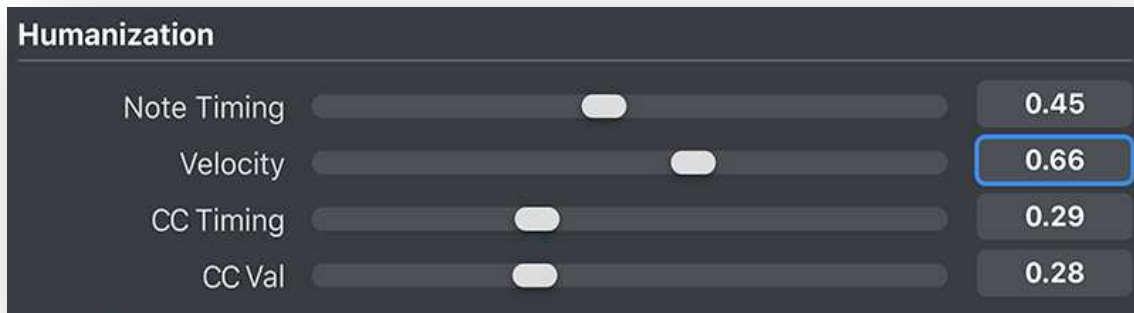 Humanization
Note Timing 0.45
Velocity 0.66
CC Timing 0.29
CC Val 0.28